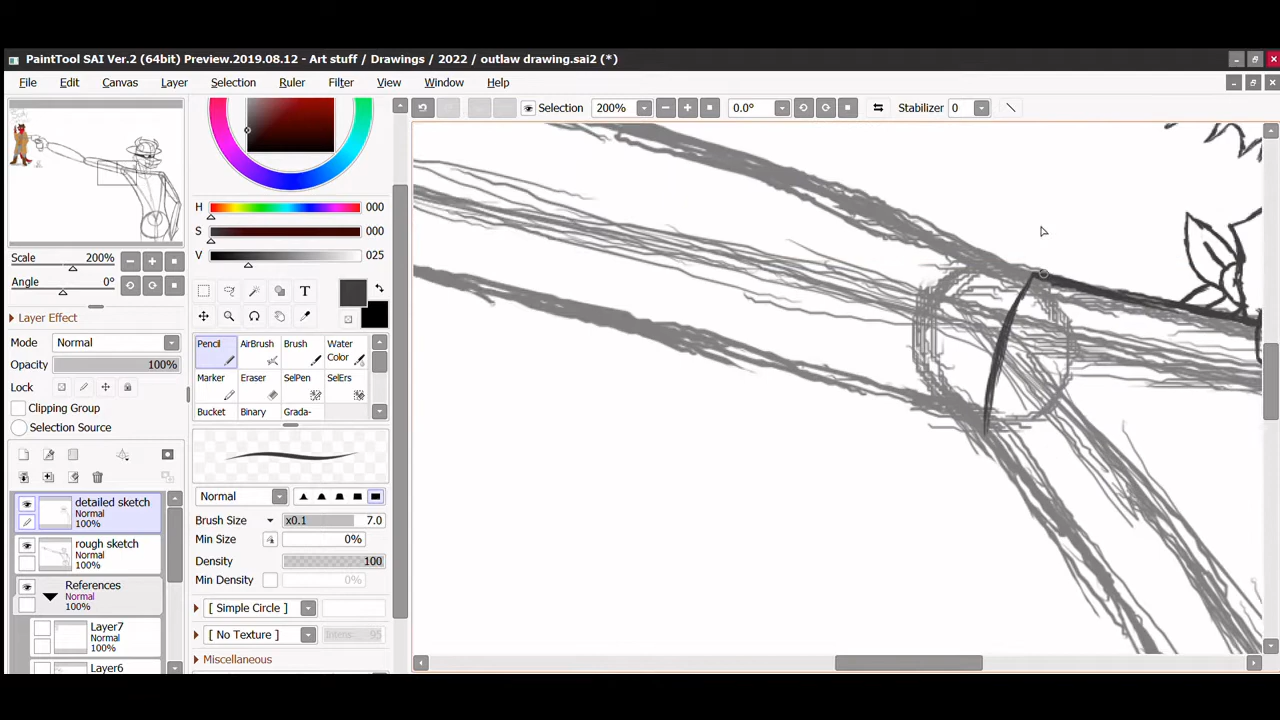 PaintTool SAI Ver.2 (64bit) Preview.2019.08.12 - Art stuff / Drawings / 2022 / outlaw drawing.sai2 (*)
File Edit Canvas Layer Selection Ruler Filter View Window Help
Selection 200% 0.0° Stabilizer 0
H 000
S 000
V 025
Scale 200%
Angle 0°
Layer Effect
Mode Normal
Opacity 100%
Lock
Clipping Group
Selection Source
T
Pencil AirBrush Brush Water Color
Marker Eraser SelPen SelErs
Bucket Binary Grada-
Normal
Brush Size x0.1 7.0
Min Size 0%
Density 100
Min Density 0%
[ Simple Circle ]
[ No Texture ] Intens: 95
Miscellaneous
detailed sketch
Normal
100%
rough sketch
Normal
100%
References
Normal
100%
Layer7
Normal
100%
Layer6